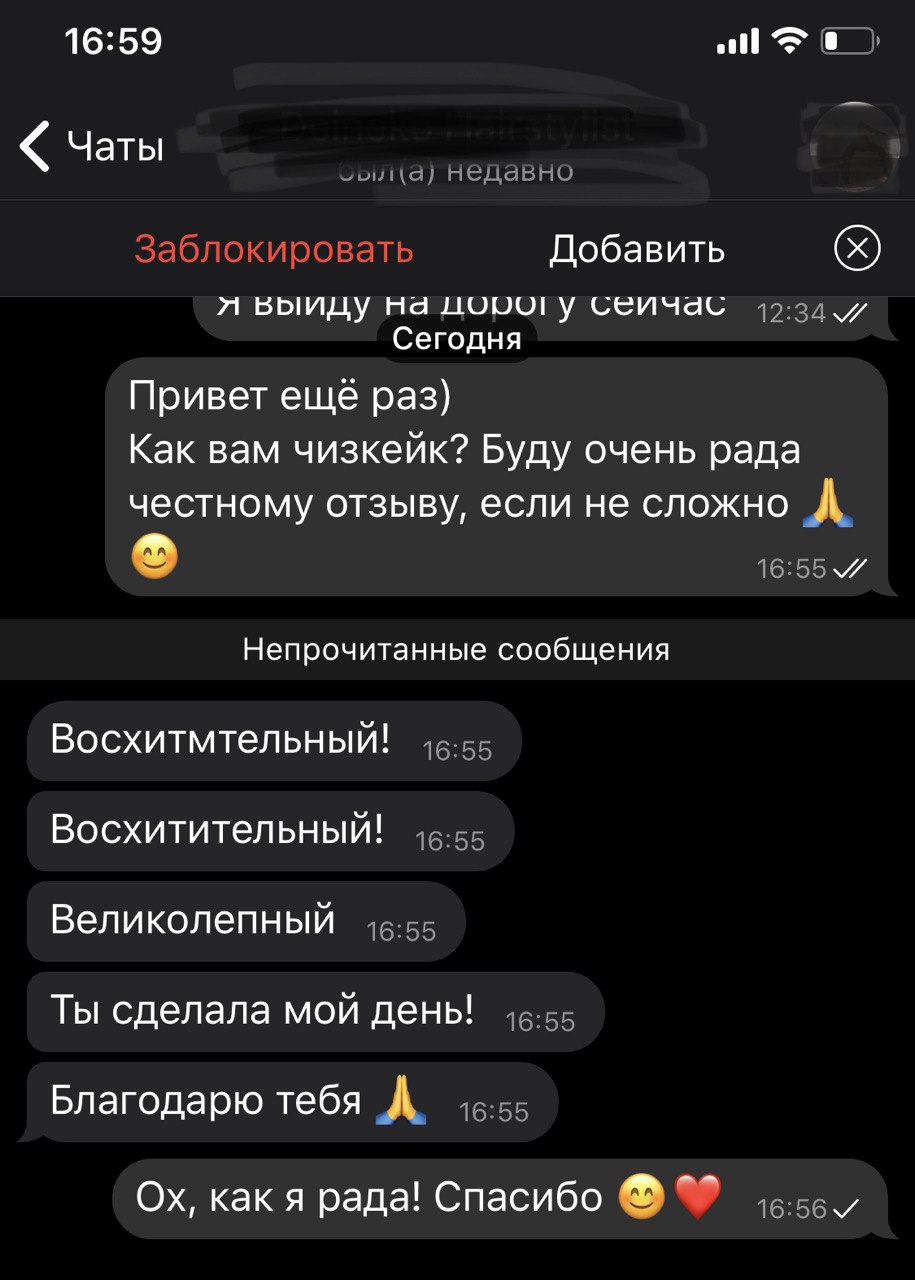 16:59
Чаты
был(а) недавно
Заблокировать
Добавить
Я выйду на дорогу сейчас 12:34
Сегодня
Привет ещё раз)
Как вам чизкейк? Буду очень рада
честному отзыву, если не сложно 🙏
😊 16:55
Непрочитанные сообщения
Восхитмтельный! 16:55
Восхитительный! 16:55
Великолепный 16:55
Ты сделала мой день! 16:55
Благодарю тебя 🙏 16:55
Ох, как я рада! Спасибо 😊❤️ 16:56